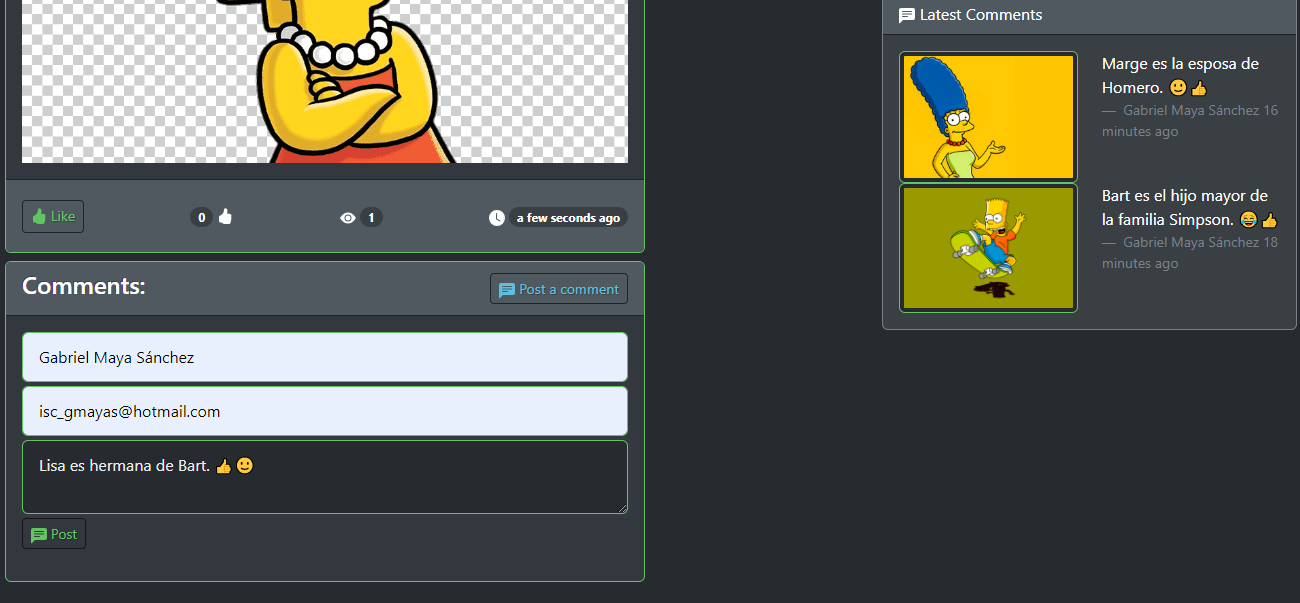 Like
0
1
a few seconds ago
Comments:
Post a comment
Gabriel Maya Sánchez
isc_gmayas@hotmail.com
Lisa es hermana de Bart. 👍🙂
Post
Latest Comments
Marge es la esposa de
Homero. 🙂👍
— Gabriel Maya Sánchez 16
minutes ago
Bart es el hijo mayor de
la familia Simpson. 😂👍
— Gabriel Maya Sánchez 18
minutes ago